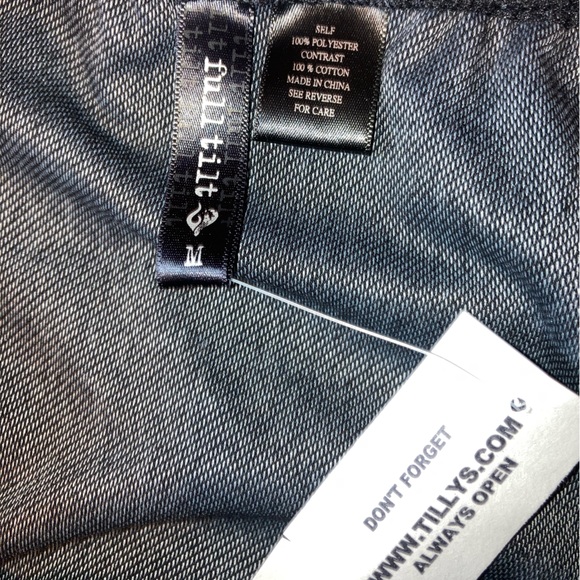 full tilt
M
SELF
100% POLYESTER
CONTRAST
100 % COTTON
MADE IN CHINA
SEE REVERSE
FOR CARE
DON'T FORGET
WWW.TILLYS.COM
ALWAYS OPEN